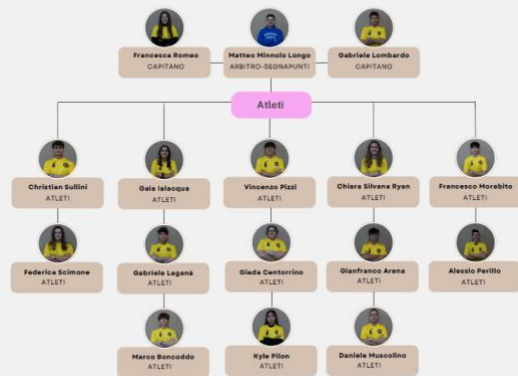 Francesca Romeo
CAPITANO
Matteo Minnolo Longo
ARBITRO-SEGNAPUNTI
Gabriele Lombardo
CAPITANO
Atleti
Christian Sullini
ATLETI
Gaia Ialacqua
ATLETI
Vincenzo Pizzi
ATLETI
Chiara Silvana Ryan
ATLETI
Francesco Morabito
ATLETI
Federica Scimone
ATLETI
Gabriele Laganà
ATLETI
Giada Centorrino
ATLETI
Gianfranco Arena
ATLETI
Alessio Perillo
ATLETI
Marco Boncoddo
ATLETI
Kyle Pilon
ATLETI
Daniele Muscolino
ATLETI